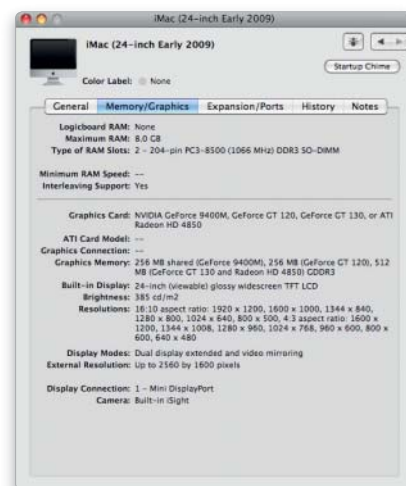 iMac (24-inch Early 2009)
iMac (24-inch Early 2009)
Startup Chime
Color Label: None
General Memory/Graphics Expansion/Ports History Notes
Logicboard RAM: None
Maximum RAM: 8.0 GB
Type of RAM Slots: 2 - 204-pin PC3-8500 (1066 MHz) DDR3 SO-DIMM
Minimum RAM Speed: --
Interleaving Support: Yes
Graphics Card: NVIDIA GeForce 9400M, GeForce GT 120, GeForce GT 130, or ATI
Radeon HD 4850
ATI Card Model: --
Graphics Connection: --
Graphics Memory: 256 MB shared (GeForce 9400M), 256 MB (GeForce GT 120), 512
MB (GeForce GT 130 and Radeon HD 4850) GDDR3
Built-in Display: 24-inch (viewable) glossy widescreen TFT LCD
Brightness: 385 cd/m2
Resolutions: 16:10 aspect ratio: 1920 x 1200, 1600 x 1000, 1344 x 840,
1280 x 800, 1024 x 640, 800 x 500, 4:3 aspect ratio: 1600 x
1200, 1344 x 1008, 1280 x 960, 1024 x 768, 960 x 600, 800 x
600, 640 x 480
Display Modes: Dual display extended and video mirroring
External Resolution: Up to 2560 by 1600 pixels
Display Connection: 1 - Mini DisplayPort
Camera: Built-in iSight